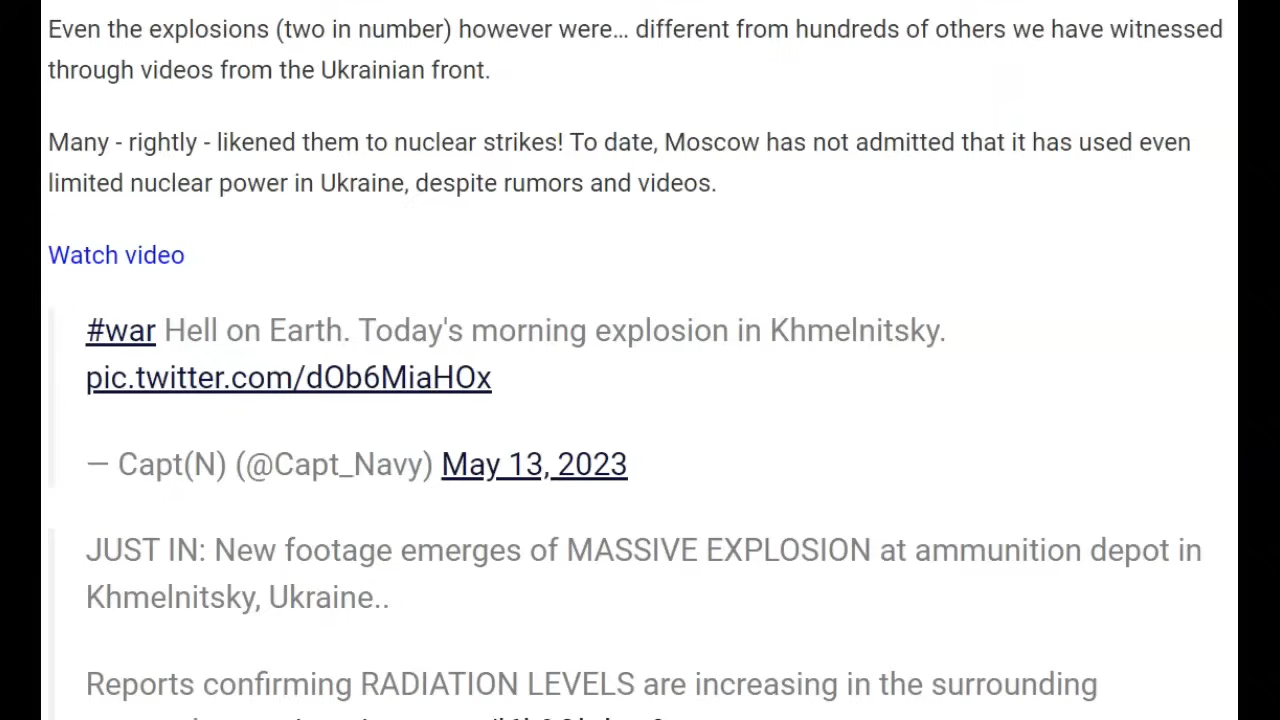 Even the explosions (two in number) however were... different from hundreds of others we have witnessed
through videos from the Ukrainian front.
Many - rightly - likened them to nuclear strikes! To date, Moscow has not admitted that it has used even
limited nuclear power in Ukraine, despite rumors and videos.
Watch video
#war Hell on Earth. Today's morning explosion in Khmelnitsky.
pic.twitter.com/dOb6MiaHOx
— Capt(N) (@Capt_Navy) May 13, 2023
JUST IN: New footage emerges of MASSIVE EXPLOSION at ammunition depot in
Khmelnitsky, Ukraine..
Reports confirming RADIATION LEVELS are increasing in the surrounding